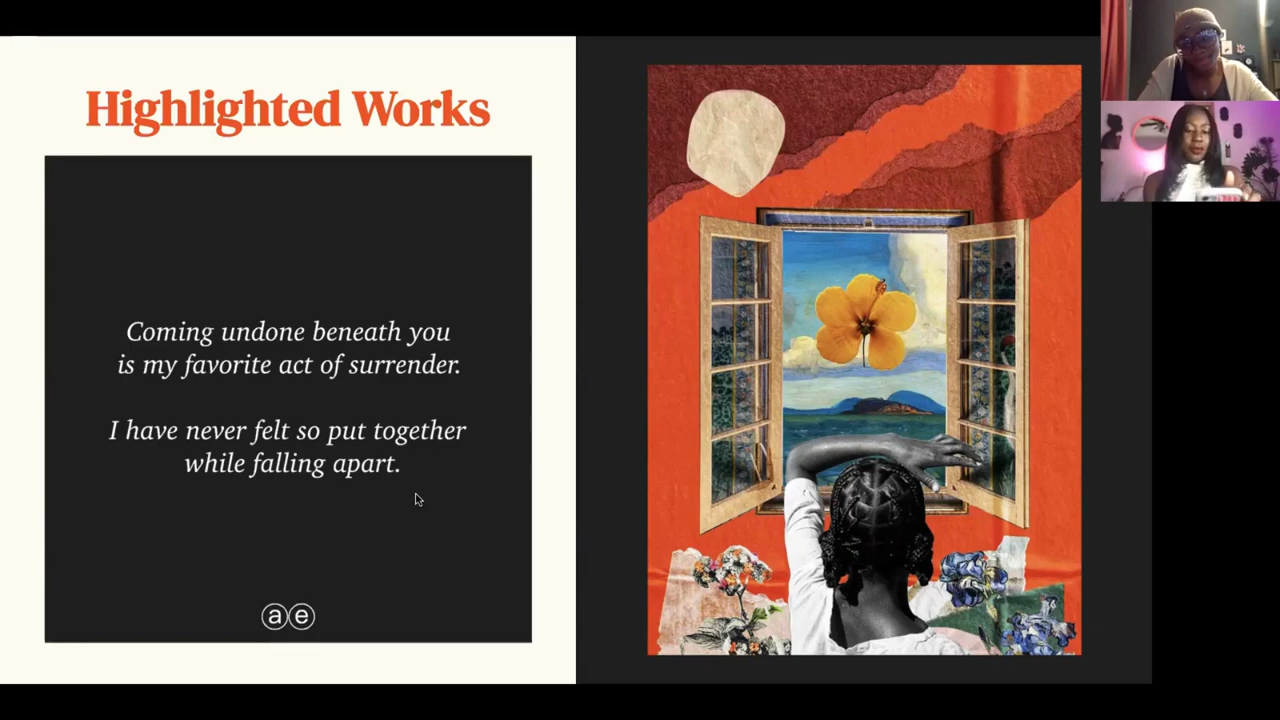 Highlighted Works
Coming undone beneath you
is my favorite act of surrender.
I have never felt so put together
while falling apart.
ae